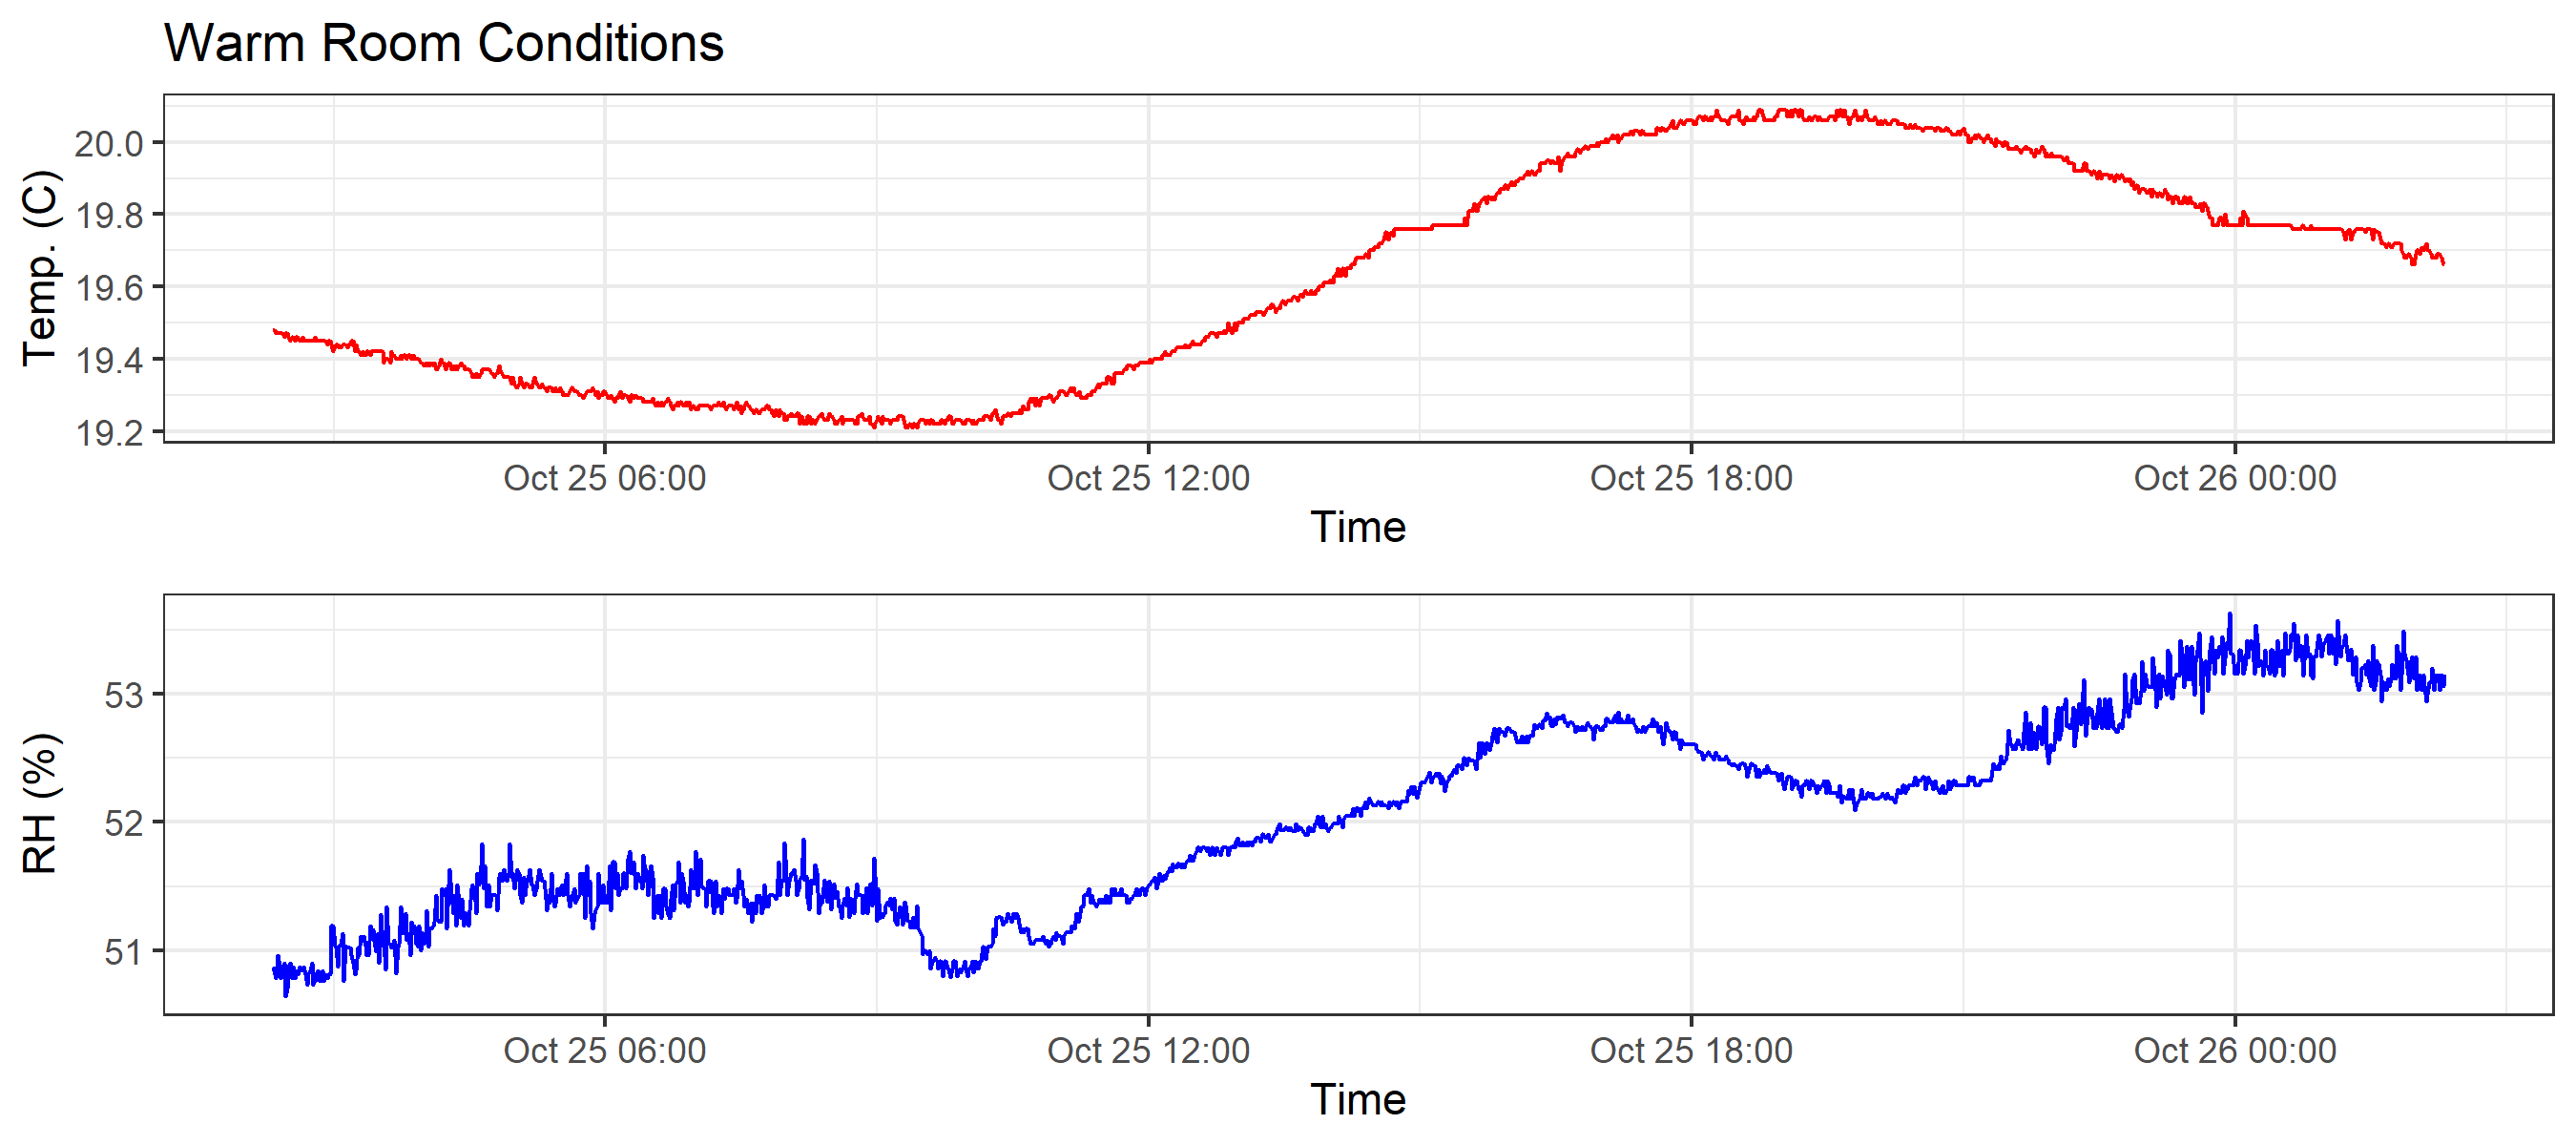 Warm Room Conditions
Temp. (C)
20.0
19.8
19.6
19.4
19.2
Oct 25 06:00 Oct 25 12:00 Oct 25 18:00 Oct 26 00:00
Time
RH (%)
53
52
51
Oct 25 06:00 Oct 25 12:00 Oct 25 18:00 Oct 26 00:00
Time